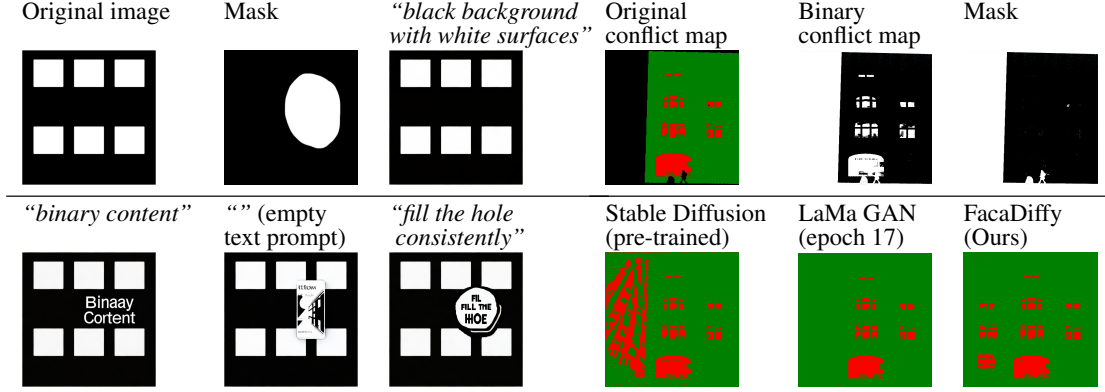 Original image
Mask
“black background
with white surfaces”
Original
conflict map
Binary
conflict map
Mask
“binary content”
“” (empty
text prompt)
“fill the hole
consistently”
Stable Diffusion
(pre-trained)
LaMa GAN
(epoch 17)
FacaDiffy
(Ours)
Binaay
Cortent
FIL
FILL THE
HOE